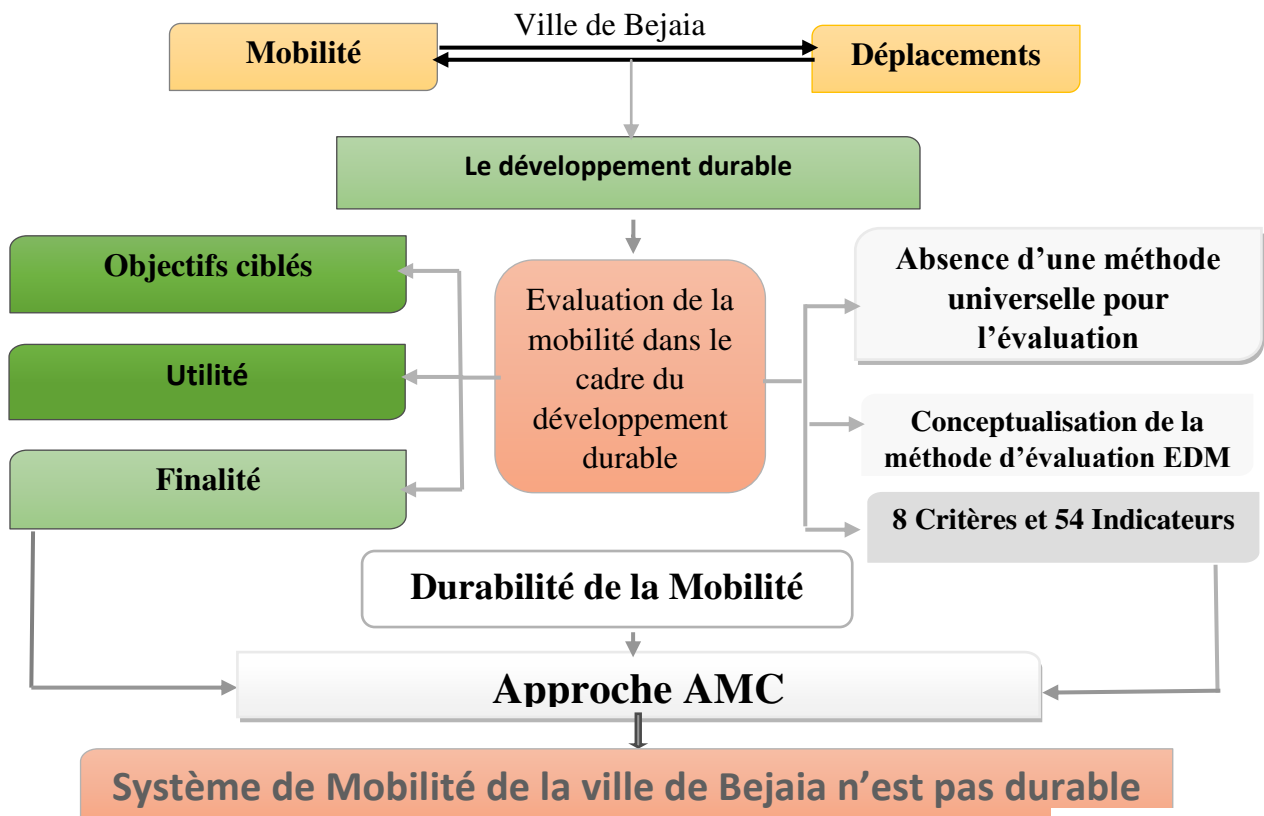 Ville de Bejaia
Mobilité
Déplacements
Le développement durable
Objectifs ciblés
Utilité
Finalité
Evaluation de la
mobilité dans le
cadre du
développement
durable
Absence d’une méthode
universelle pour
l’évaluation
Conceptualisation de la
méthode d’évaluation EDM
8 Critères et 54 Indicateurs
Durabilité de la Mobilité
Approche AMC
Système de Mobilité de la ville de Bejaia n’est pas durable